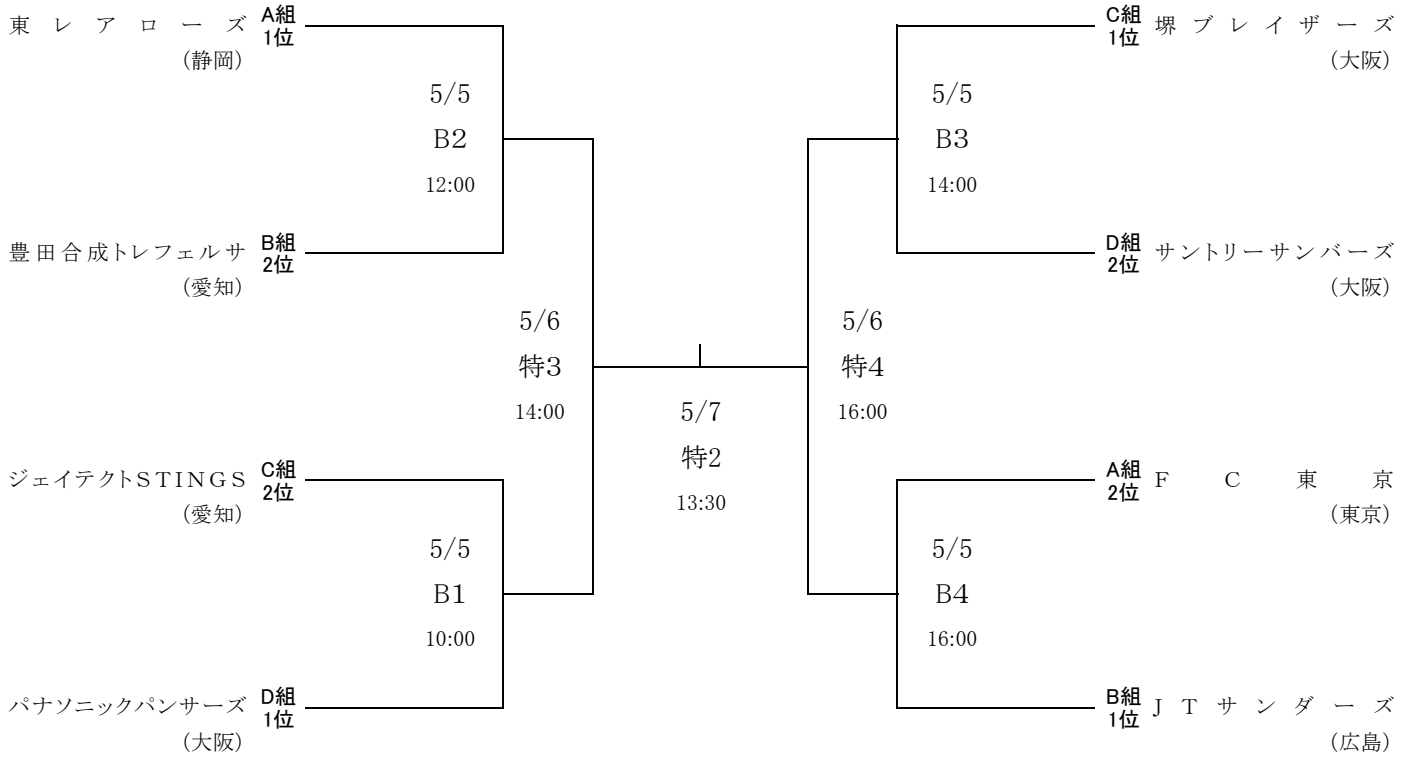 東レアローズ A組 1位
(静岡)
5/5
B2
12:00
豊田合成トレフェルサ B組 2位
(愛知)
5/6
特3
14:00
ジェイテクトSTINGS C組 2位
(愛知)
5/5
B1
10:00
パナソニックパンサーズ D組 1位
(大阪)
5/7
特2
13:30
C組 1位 堺ブレイザーズ
(大阪)
5/5
B3
14:00
D組 2位 サントリーサンバーズ
(大阪)
5/6
特4
16:00
A組 2位 FC東京
(東京)
5/5
B4
16:00
B組 1位 JTサンダーズ
(広島)